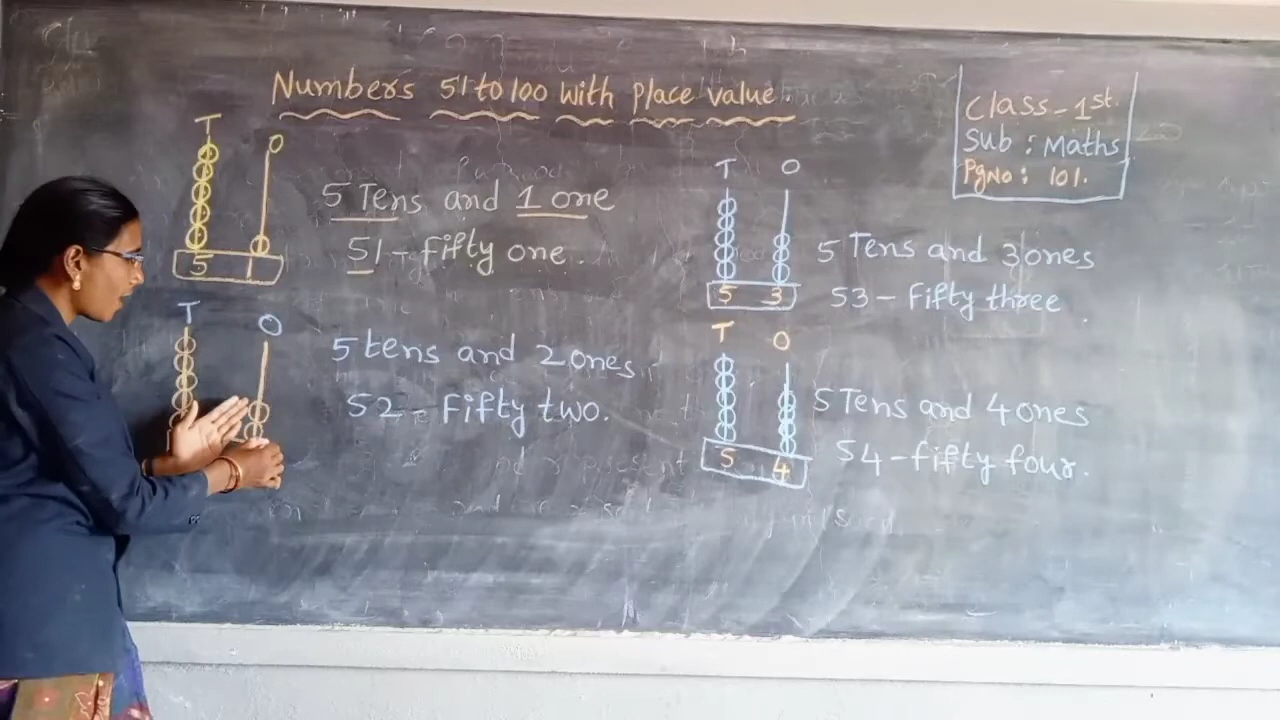 Numbers 51 to 100 with place value.
Class - 1st.
Sub : Maths
Pg No : 101.
T O
5 1
5 Tens and 1 one
51 - fifty one.
T O
5 tens and 2 ones
52 - Fifty two.
T O
5 3
5 Tens and 3 ones
53 - Fifty three
T O
5 4
5 Tens and 4 ones
54 - fifty four.